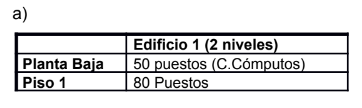 a)
Edificio 1 (2 niveles)
Planta Baja 50 puestos (C.Cómputos)
Piso 1 80 Puestos